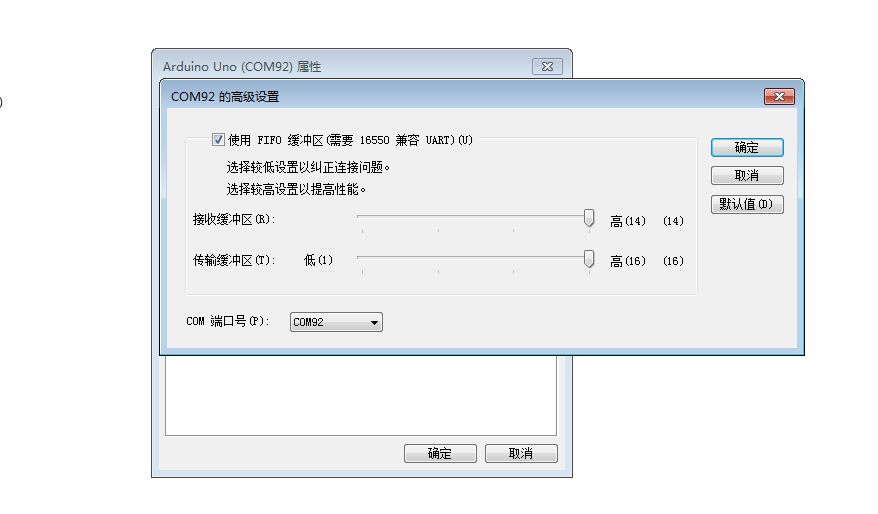 Arduino Uno (COM92) 属性
COM92 的高级设置
使用 FIFO 缓冲区(需要 16550 兼容 UART)(U)
确定
选择较低设置以纠正连接问题。
取消
选择较高设置以提高性能。
默认值(D)
接收缓冲区(R): 高(14) (14)
传输缓冲区(T): 低(1) 高(16) (16)
COM 端口号(P): COM92
确定 取消